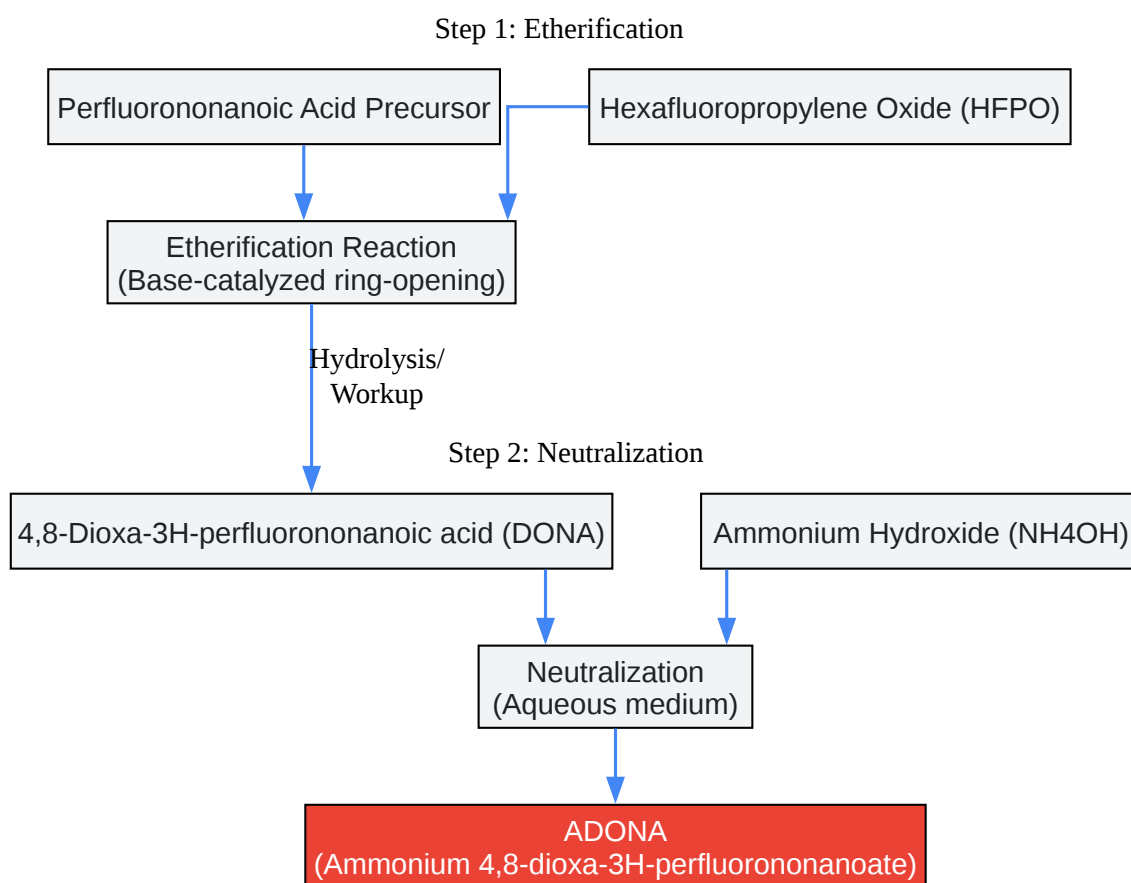 Step 1: Etherification
Perfluorononanoic Acid Precursor
Hexafluoropropylene Oxide (HFPO)
Etherification Reaction
(Base-catalyzed ring-opening)
Hydrolysis/
Workup
Step 2: Neutralization
4,8-Dioxa-3H-perfluorononanoic acid (DONA)
Ammonium Hydroxide (NH4OH)
Neutralization
(Aqueous medium)
ADONA
(Ammonium 4,8-dioxa-3H-perfluorononanoate)